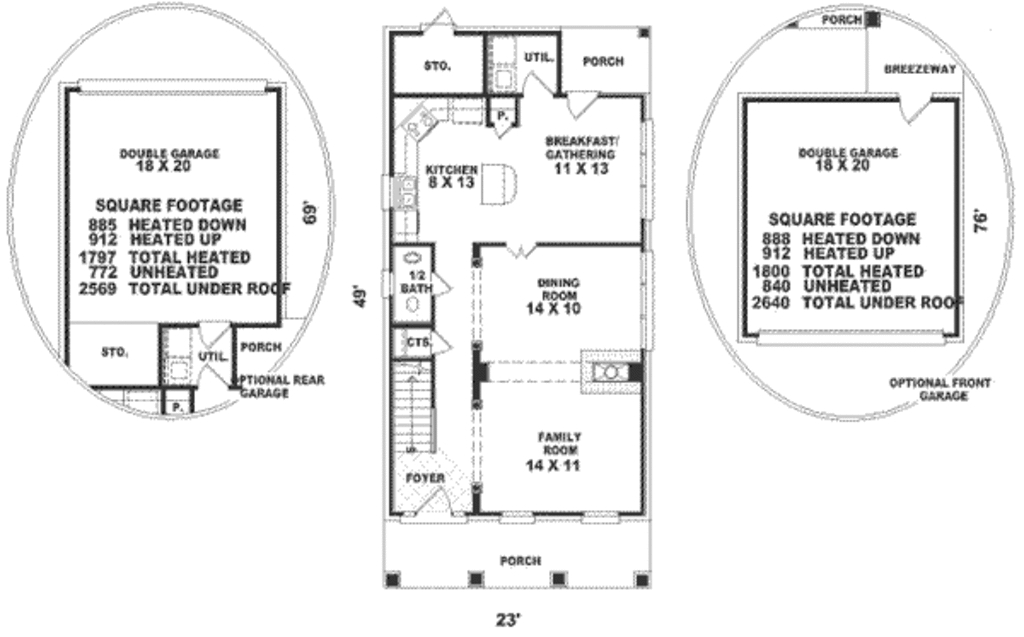 DOUBLE GARAGE
18 X 20
SQUARE FOOTAGE
885 HEATED DOWN
912 HEATED UP
1797 TOTAL HEATED
772 UNHEATED
2569 TOTAL UNDER ROOF
69'
STO.
UTIL.
PORCH
P.
OPTIONAL REAR
GARAGE
STO.
UTIL.
PORCH
P.
BREAKFAST/
GATHERING
11 X 13
KITCHEN
8 X 13
1/2
BATH
49'
DINING
ROOM
14 X 10
CTS.
FAMILY
ROOM
14 X 11
FOYER
PORCH
23'
PORCH
BREEZEWAY
DOUBLE GARAGE
18 X 20
SQUARE FOOTAGE
888 HEATED DOWN
912 HEATED UP
1800 TOTAL HEATED
840 UNHEATED
2640 TOTAL UNDER ROOF
76'
OPTIONAL FRONT
GARAGE